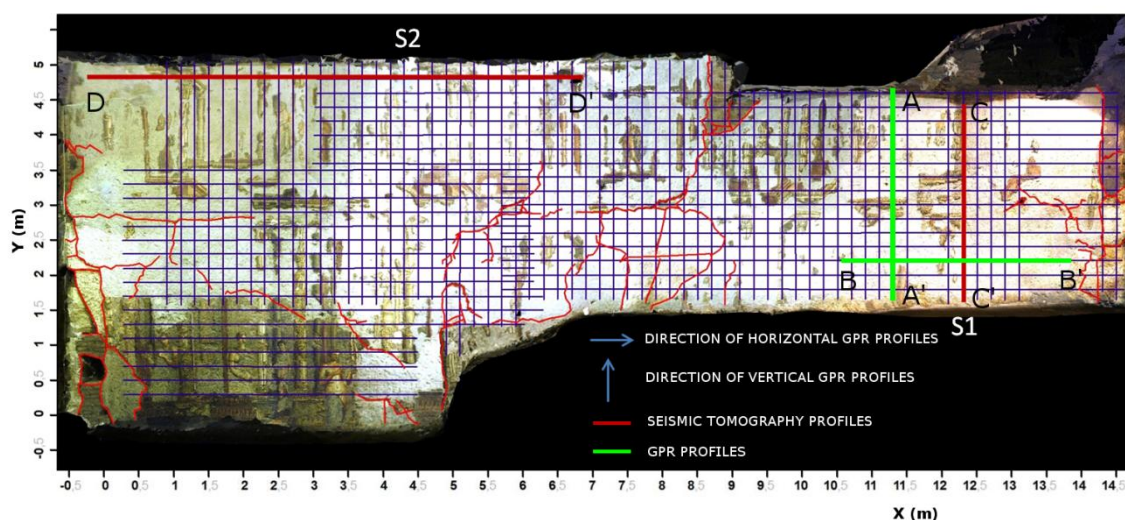 S2
5
D D'
4,5
A C
4
3,5
3
Y (m)
2,5
2
B A' C' B'
1,5
S1
1
DIRECTION OF HORIZONTAL GPR PROFILES
0,5
DIRECTION OF VERTICAL GPR PROFILES
0
SEISMIC TOMOGRAPHY PROFILES
-0,5
GPR PROFILES
-0,5 0 0,5 1 1,5 2 2,5 3 3,5 4 4,5 5 5,5 6 6,5 7 7,5 8 8,5 9 9,5 10 10,5 11 11,5 12 12,5 13 13,5 14 14,5
X (m)